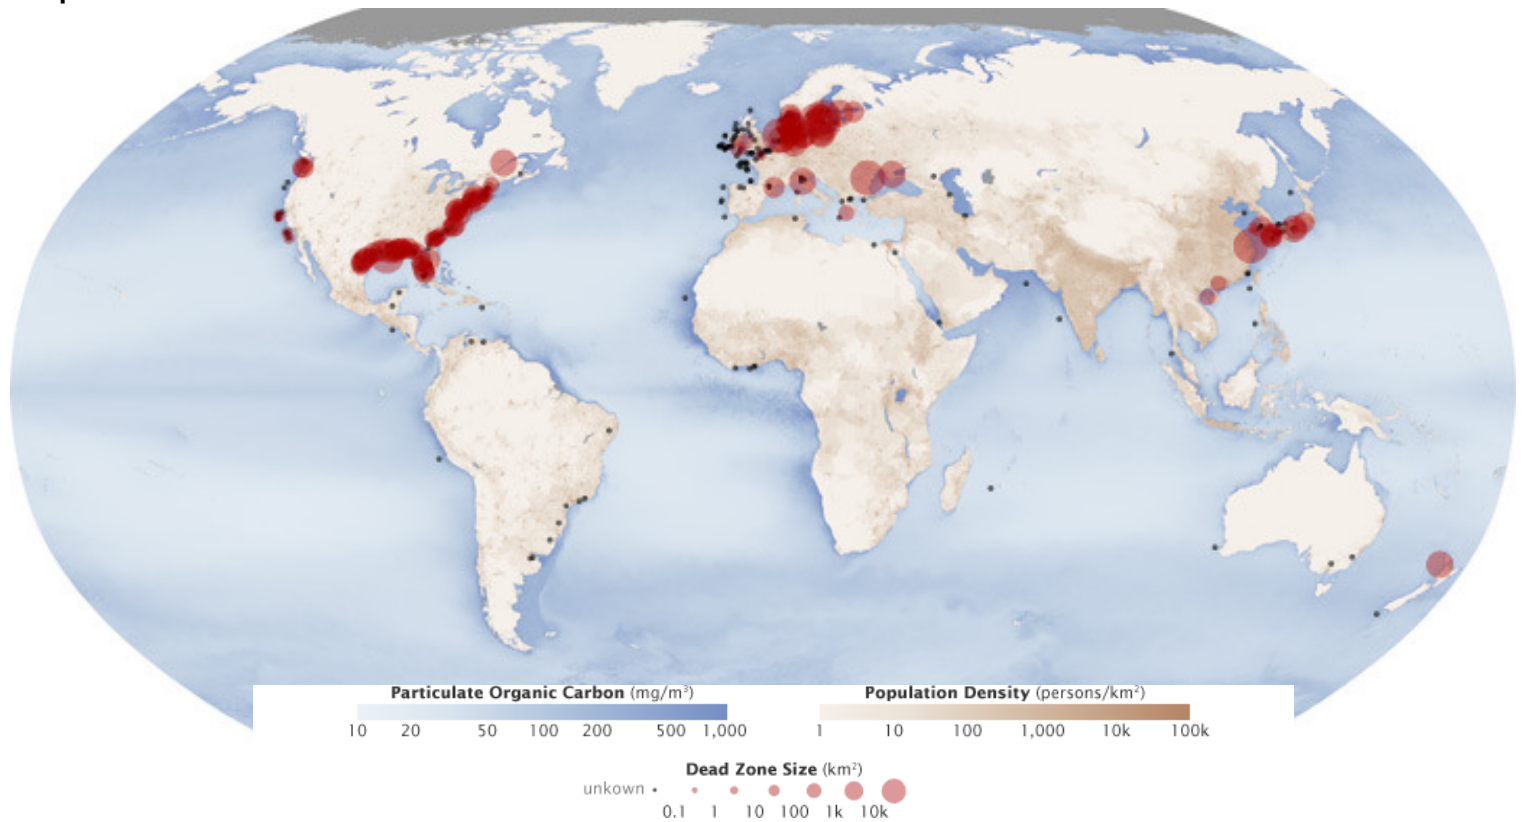 Particulate Organic Carbon (mg/m³)
10 20 50 100 200 500 1,000
Population Density (persons/km²)
1 10 100 1,000 10k 100k
Dead Zone Size (km²)
unkown
0.1 1 10 100 1k 10k